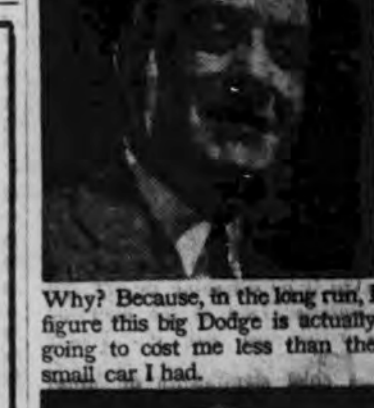 Why? Because, in the long run, I
figure this big Dodge is actually
going to cost me less than the
small car I had.